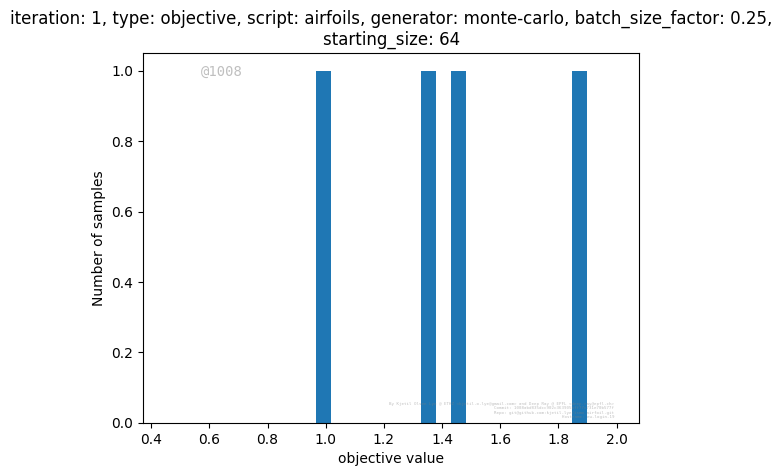 iteration: 1, type: objective, script: airfoils, generator: monte-carlo, batch_size_factor: 0.25,
starting_size: 64
@1008
1.0
0.8
0.6
0.4
0.2
0.0
Number of samples
0.4 0.6 0.8 1.0 1.2 1.4 1.6 1.8 2.0
objective value